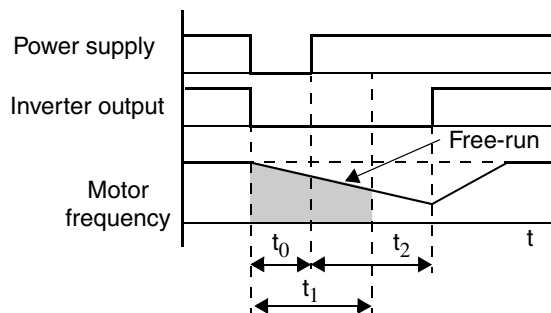 Power supply
Inverter output
Free-run
Motor
frequency
t
t0
t2
t1